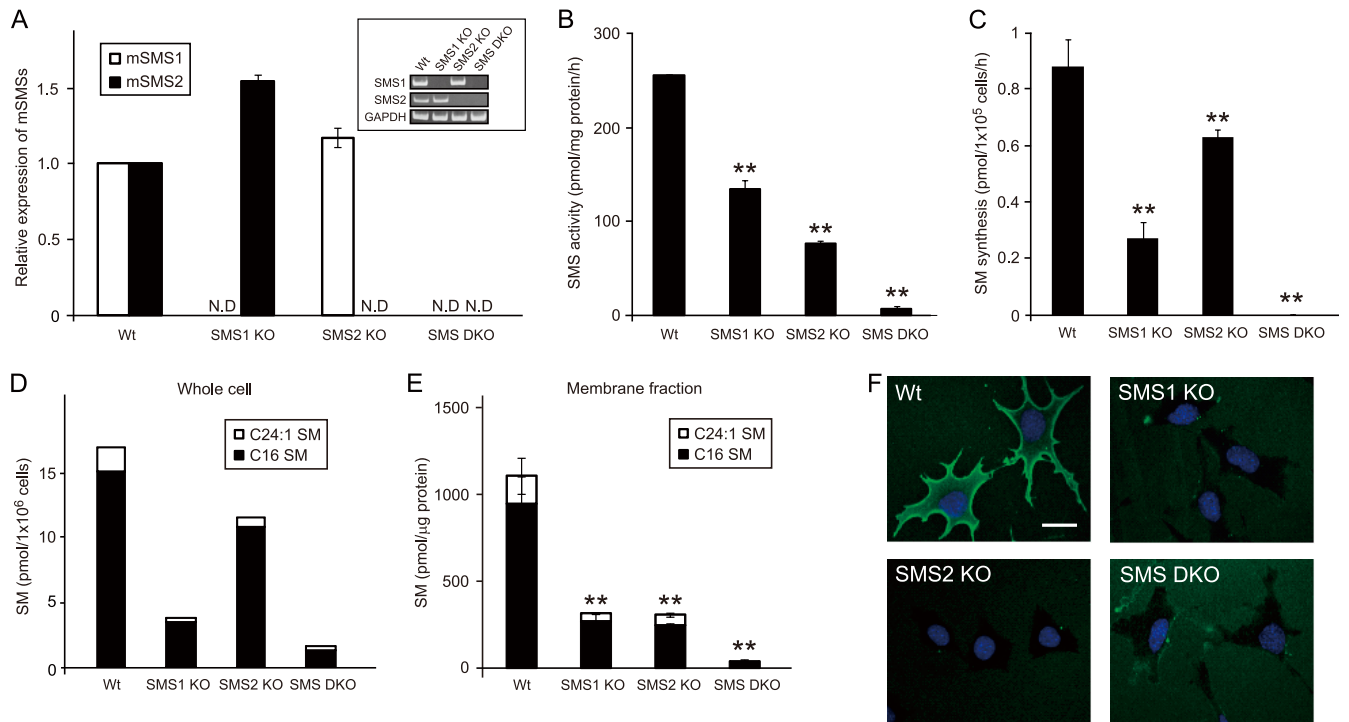 A
Relative expression of mSMSs
1.5
1.0
0.5
0
mSMS1
mSMS2
Wt SMS1 KO SMS2 KO SMS DKO
SMS1
SMS2
GAPDH
N.D N.D N.D N.D
Wt SMS1 KO SMS2 KO SMS DKO
B
SMS activity (pmol/mg protein/h)
300
200
100
0
** ** **
Wt SMS1 KO SMS2 KO SMS DKO
C
SM synthesis (pmol/1x10⁵ cells/h)
1
0.8
0.6
0.4
0.2
0
** ** **
Wt SMS1 KO SMS2 KO SMS DKO
D
Whole cell
SM (pmol/1x10⁶ cells)
15
10
5
0
C24:1 SM
C16 SM
Wt SMS1 KO SMS2 KO SMS DKO
E
Membrane fraction
SM (pmol/μg protein)
1500
1000
500
0
C24:1 SM
C16 SM
** ** **
Wt SMS1 KO SMS2 KO SMS DKO
F
Wt
SMS1 KO
SMS2 KO
SMS DKO